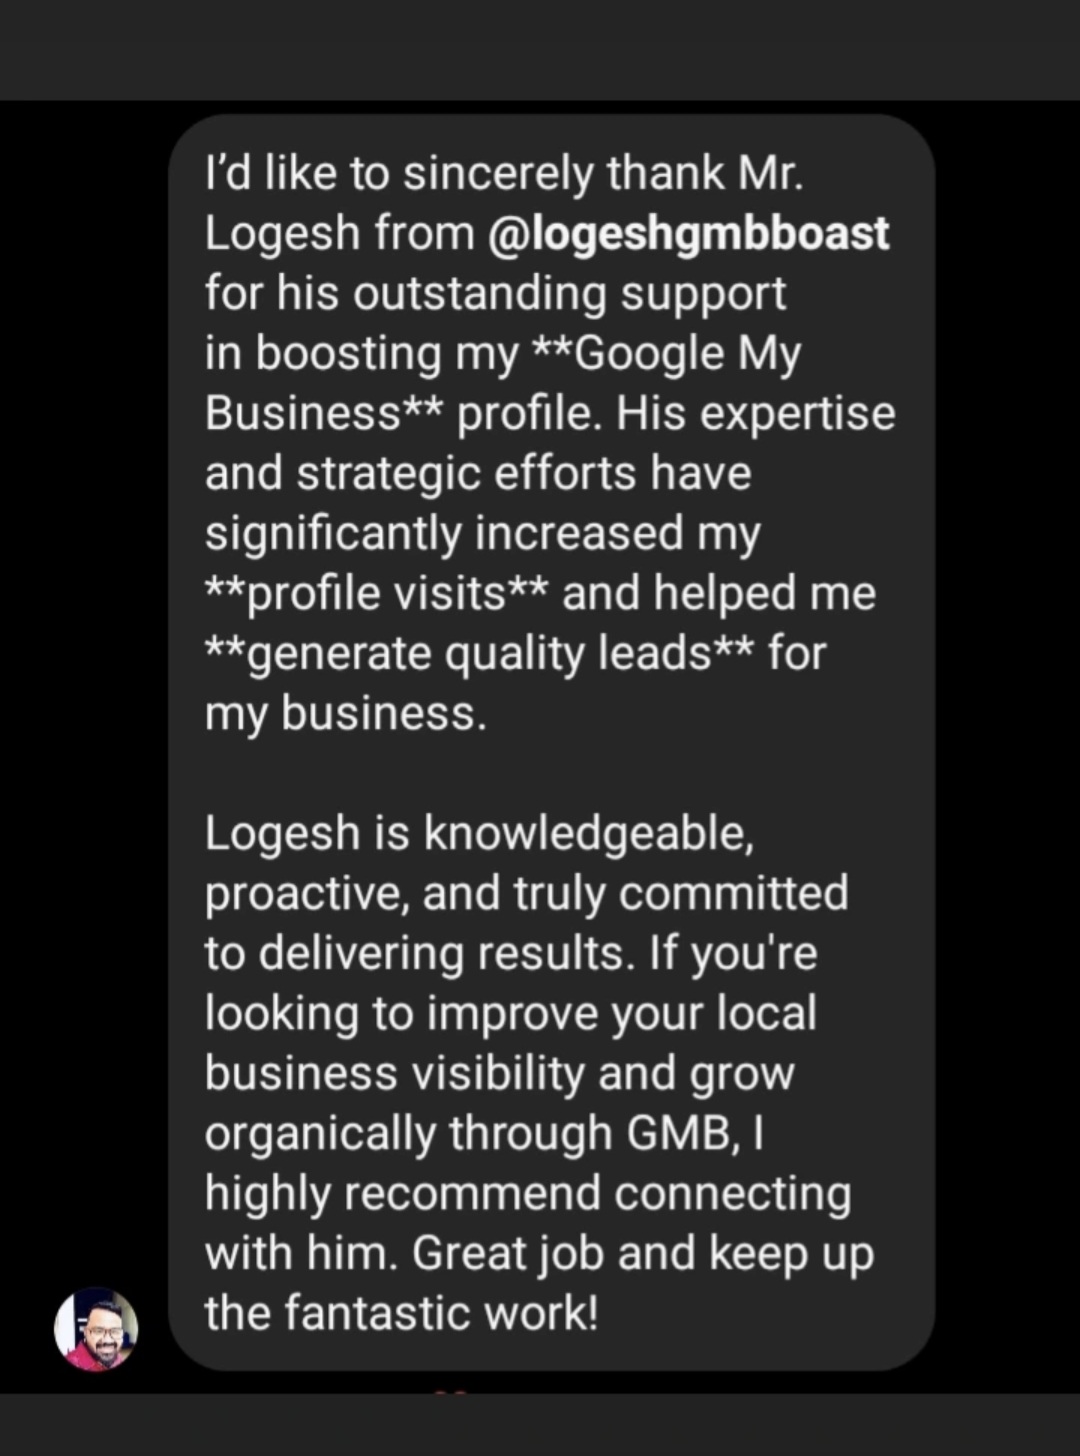 I’d like to sincerely thank Mr.
Logesh from @logeshgmbboast
for his outstanding support
in boosting my **Google My
Business** profile. His expertise
and strategic efforts have
significantly increased my
**profile visits** and helped me
**generate quality leads** for
my business.
Logesh is knowledgeable,
proactive, and truly committed
to delivering results. If you're
looking to improve your local
business visibility and grow
organically through GMB, I
highly recommend connecting
with him. Great job and keep up
the fantastic work!